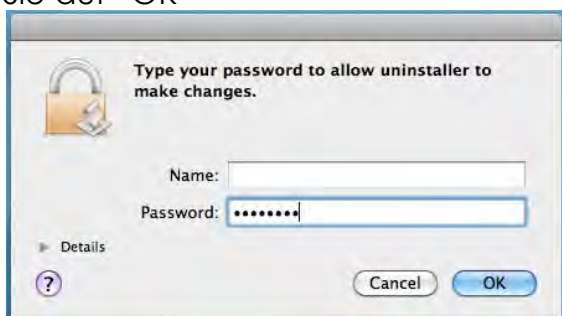 Type your password to allow uninstaller to
make changes.
Name:
Password: ••••••••
Details
?
Cancel OK